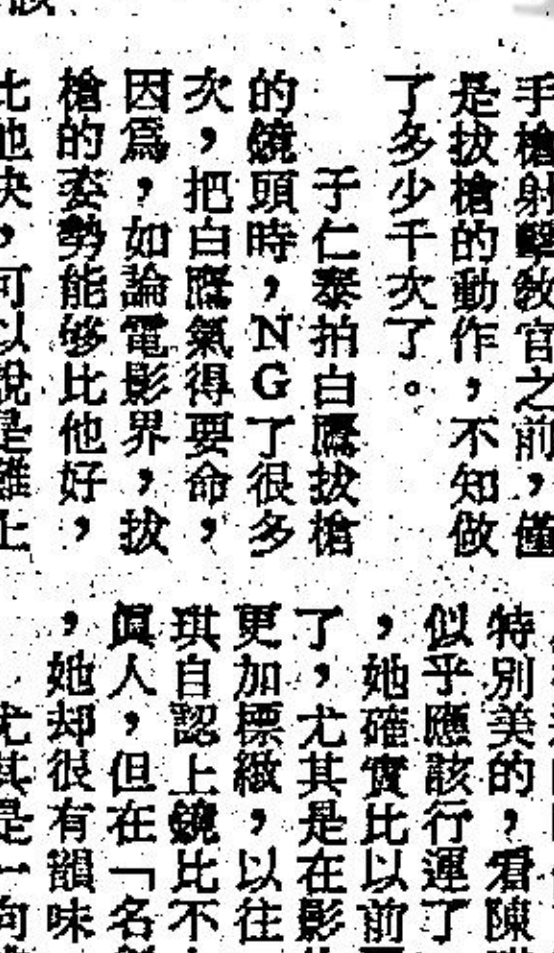 手槍射擊教官之前，僅
是拔槍的動作，不知做
了多少千次了。
子仁泰拍白鷹拔槍
的鏡頭時，NG了很多
次，把白鷹氣得要命，
因爲，如論電影界，拔
槍的姿勢能够比他好，
比他快，可以說是難上
特別美的，看陳
似乎應該行運了
，她確實比以前
了，尤其是在影
更加標緻，以往
琪自認上鏡比不
眞人，但在「名
，她却很有韻味
尤其是一向